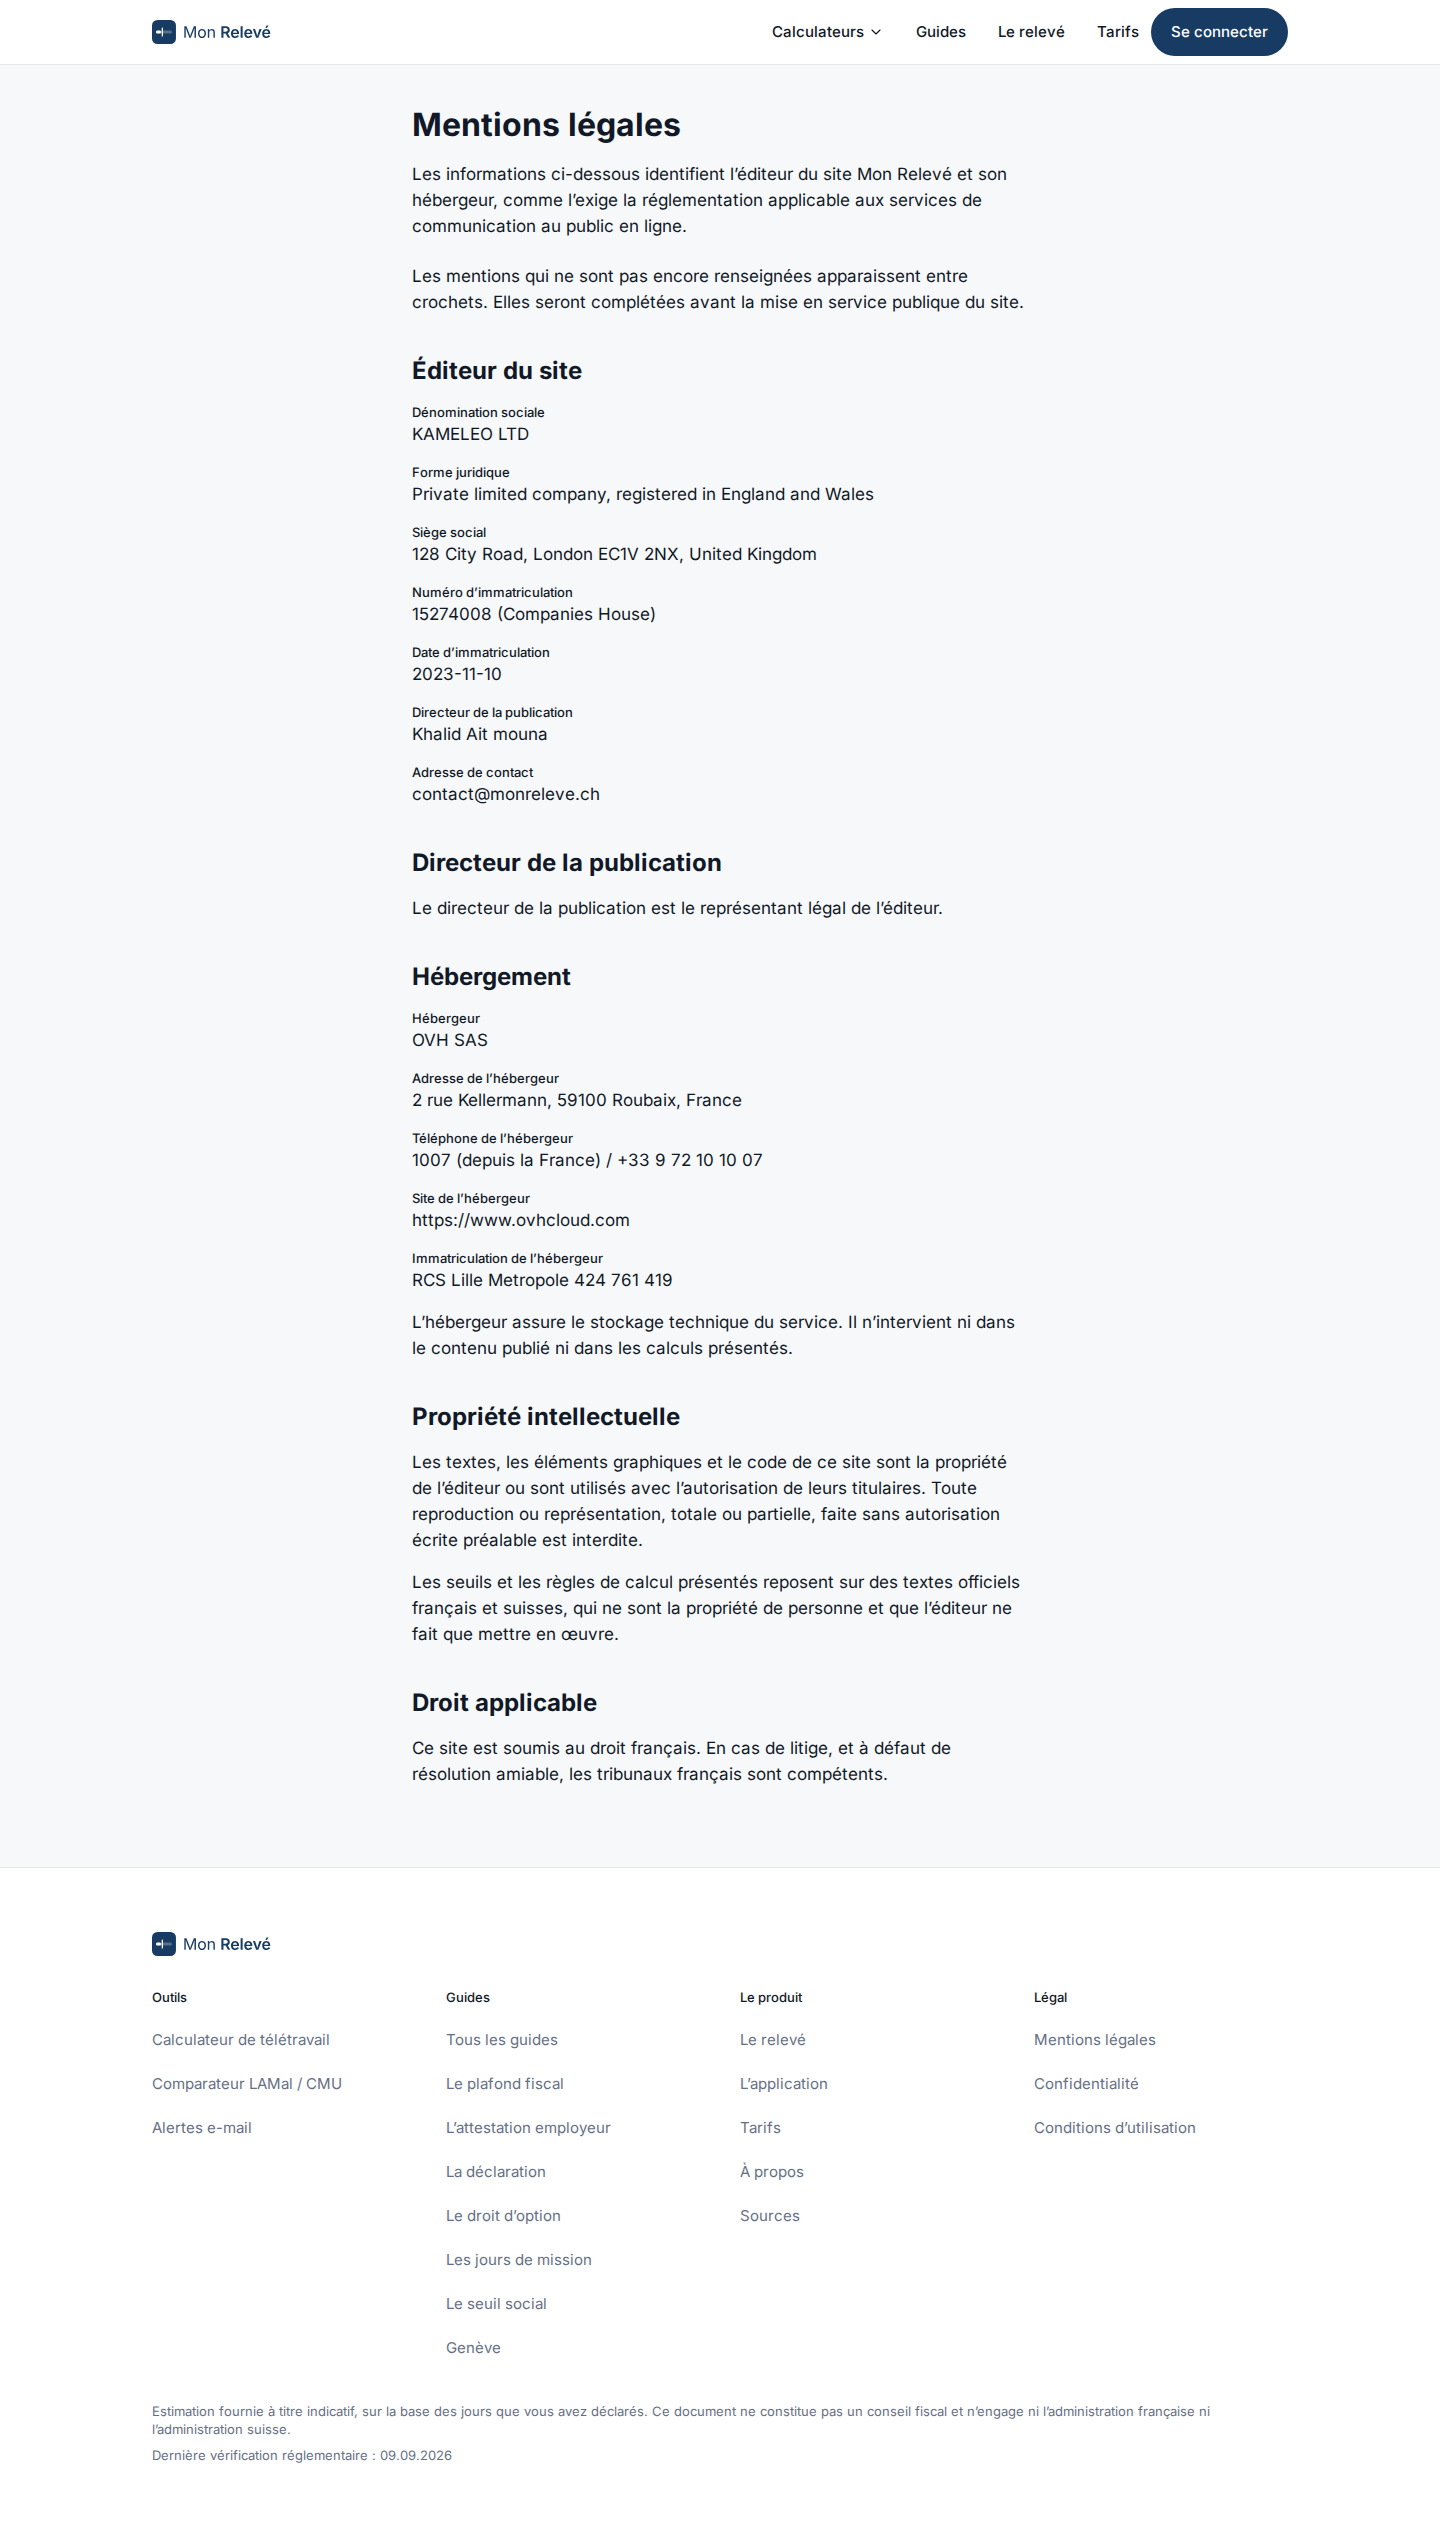 Mon Relevé
Calculateurs
Guides
Le relevé
Tarifs
Se connecter
Mentions légales
Les informations ci-dessous identifient l’éditeur du site Mon Relevé et son
hébergeur, comme l’exige la réglementation applicable aux services de
communication au public en ligne.
Les mentions qui ne sont pas encore renseignées apparaissent entre
crochets. Elles seront complétées avant la mise en service publique du site.
Éditeur du site
Dénomination sociale
KAMELEO LTD
Forme juridique
Private limited company, registered in England and Wales
Siège social
128 City Road, London EC1V 2NX, United Kingdom
Numéro d’immatriculation
15274008 (Companies House)
Date d’immatriculation
2023-11-10
Directeur de la publication
Khalid Ait mouna
Adresse de contact
contact@monreleve.ch
Directeur de la publication
Le directeur de la publication est le représentant légal de l’éditeur.
Hébergement
Hébergeur
OVH SAS
Adresse de l’hébergeur
2 rue Kellermann, 59100 Roubaix, France
Téléphone de l’hébergeur
1007 (depuis la France) / +33 9 72 10 10 07
Site de l’hébergeur
https://www.ovhcloud.com
Immatriculation de l’hébergeur
RCS Lille Metropole 424 761 419
L’hébergeur assure le stockage technique du service. Il n’intervient ni dans
le contenu publié ni dans les calculs présentés.
Propriété intellectuelle
Les textes, les éléments graphiques et le code de ce site sont la propriété
de l’éditeur ou sont utilisés avec l’autorisation de leurs titulaires. Toute
reproduction ou représentation, totale ou partielle, faite sans autorisation
écrite préalable est interdite.
Les seuils et les règles de calcul présentés reposent sur des textes officiels
français et suisses, qui ne sont la propriété de personne et que l’éditeur ne
fait que mettre en œuvre.
Droit applicable
Ce site est soumis au droit français. En cas de litige, et à défaut de
résolution amiable, les tribunaux français sont compétents.
Mon Relevé
Outils
Calculateur de télétravail
Comparateur LAMal / CMU
Alertes e-mail
Guides
Tous les guides
Le plafond fiscal
L’attestation employeur
La déclaration
Le droit d’option
Les jours de mission
Le seuil social
Genève
Le produit
Le relevé
L’application
Tarifs
À propos
Sources
Légal
Mentions légales
Confidentialité
Conditions d’utilisation
Estimation fournie à titre indicatif, sur la base des jours que vous avez déclarés. Ce document ne constitue pas un conseil fiscal et n’engage ni l’administration française ni
l’administration suisse.
Dernière vérification réglementaire : 09.09.2026